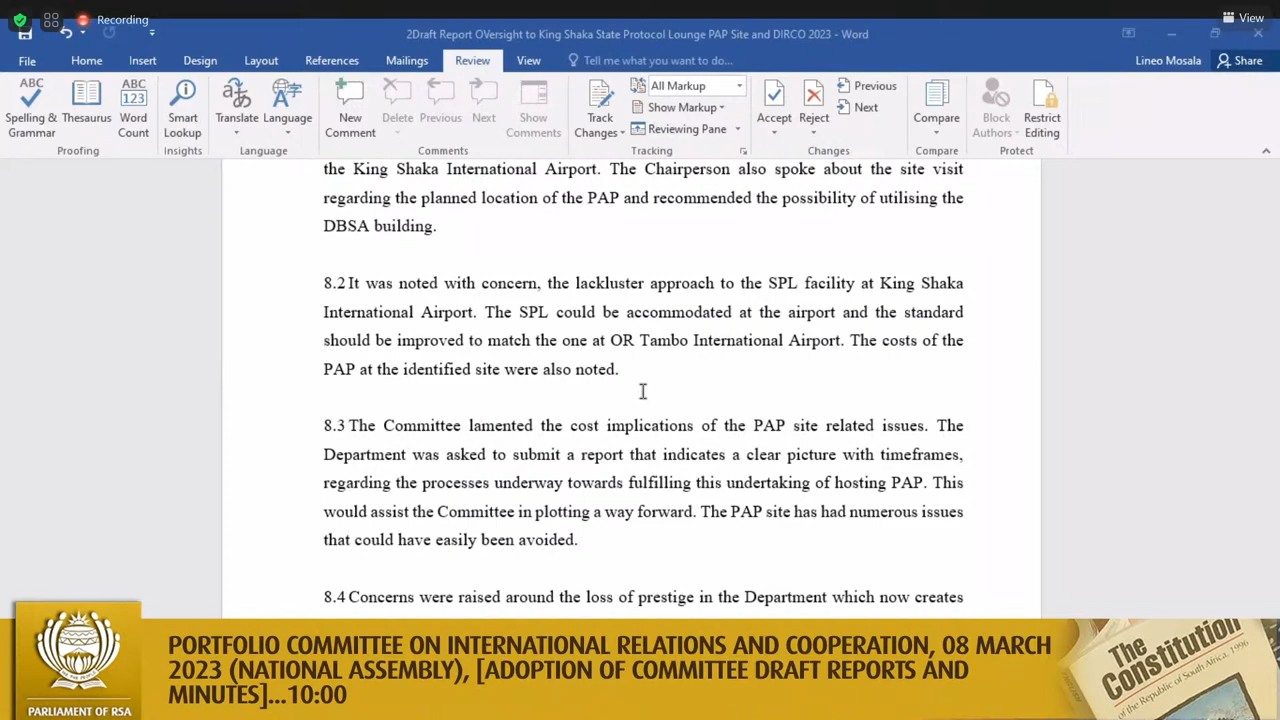 Recording
View
2Draft Report OVersight to King Shaka State Protocol Lounge PAP Site and DIRCO 2023 - Word
File Home Insert Design Layout References Mailings Review View Tell me what you want to do... Lineo Mosala Share
ABC
Spelling & Grammar
Thesaurus
ABC 123
Word Count
Smart Lookup
Translate
Language
New Comment
Delete
Previous
Next
Show Comments
Track Changes
All Markup
Show Markup
Reviewing Pane
Accept
Reject
Previous
Next
Compare
Block Authors
Restrict Editing
Proofing Insights Language Comments Tracking Changes Compare Protect
the King Shaka International Airport. The Chairperson also spoke about the site visit
regarding the planned location of the PAP and recommended the possibility of utilising the
DBSA building.
8.2 It was noted with concern, the lackluster approach to the SPL facility at King Shaka
International Airport. The SPL could be accommodated at the airport and the standard
should be improved to match the one at OR Tambo International Airport. The costs of the
PAP at the identified site were also noted.
8.3 The Committee lamented the cost implications of the PAP site related issues. The
Department was asked to submit a report that indicates a clear picture with timeframes,
regarding the processes underway towards fulfilling this undertaking of hosting PAP. This
would assist the Committee in plotting a way forward. The PAP site has had numerous issues
that could have easily been avoided.
8.4 Concerns were raised around the loss of prestige in the Department which now creates
PORTFOLIO COMMITTEE ON INTERNATIONAL RELATIONS AND COOPERATION, 08 MARCH
2023 (NATIONAL ASSEMBLY), [ADOPTION OF COMMITTEE DRAFT REPORTS AND
MINUTES]...10:00
PARLIAMENT OF RSA
The
Constitution
of the Republic of South Africa, 1996